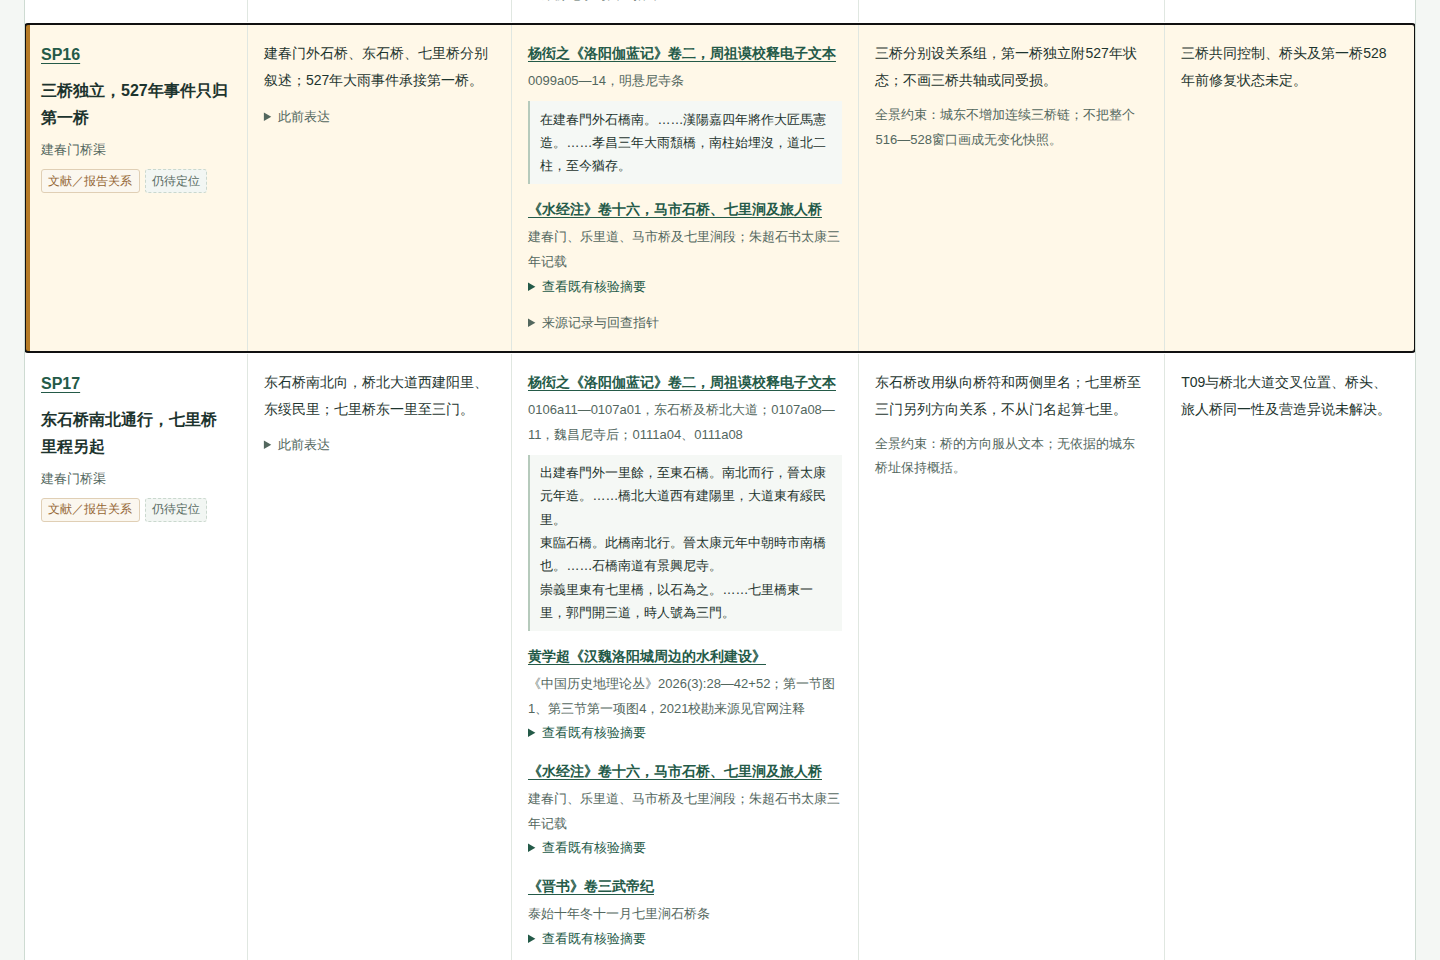 SP16
三桥独立，527年事件只归
第一桥
建春门桥渠
文献／报告关系 仍待定位
建春门外石桥、东石桥、七里桥分别
叙述；527年大雨事件承接第一桥。
▶ 此前表达
杨衒之《洛阳伽蓝记》卷二，周祖谟校释电子文本
0099a05—14，明悬尼寺条
在建春門外石橋南。……漢陽嘉四年將作大匠馬憲
造。……孝昌三年大雨頹橋，南柱始埋沒，道北二
柱，至今猶存。
《水经注》卷十六，马市石桥、七里涧及旅人桥
建春门、乐里道、马市桥及七里涧段；朱超石书太康三
年记载
▶ 查看既有核验摘要
▶ 来源记录与回查指针
三桥分别设关系组，第一桥独立附527年状
态；不画三桥共轴或同受损。
全景约束：城东不增加连续三桥链；不把整个
516—528窗口画成无变化快照。
三桥共同控制、桥头及第一桥528
年前修复状态未定。
SP17
东石桥南北通行，七里桥
里程另起
建春门桥渠
文献／报告关系 仍待定位
东石桥南北向，桥北大道西建阳里、
东绥民里；七里桥东一里至三门。
▶ 此前表达
杨衒之《洛阳伽蓝记》卷二，周祖谟校释电子文本
0106a11—0107a01，东石桥及桥北大道；0107a08—
11，魏昌尼寺后；0111a04、0111a08
出建春門外一里餘，至東石橋。南北而行，晉太康
元年造。……橋北大道西有建陽里，大道東有綏民
里。
東臨石橋。此橋南北行。晉太康元年中朝時市南橋
也。……石橋南道有景興尼寺。
崇義里東有七里橋，以石為之。……七里橋東一
里，郭門開三道，時人號為三門。
黄学超《汉魏洛阳城周边的水利建设》
《中国历史地理论丛》2026(3):28—42+52；第一节图
1、第三节第一项图4，2021校勘来源见官网注释
▶ 查看既有核验摘要
《水经注》卷十六，马市石桥、七里涧及旅人桥
建春门、乐里道、马市桥及七里涧段；朱超石书太康三
年记载
▶ 查看既有核验摘要
《晋书》卷三武帝纪
泰始十年冬十一月七里涧石桥条
▶ 查看既有核验摘要
东石桥改用纵向桥符和两侧里名；七里桥至
三门另列方向关系，不从门名起算七里。
全景约束：桥的方向服从文本；无依据的城东
桥址保持概括。
T09与桥北大道交叉位置、桥头、
旅人桥同一性及营造异说未解决。